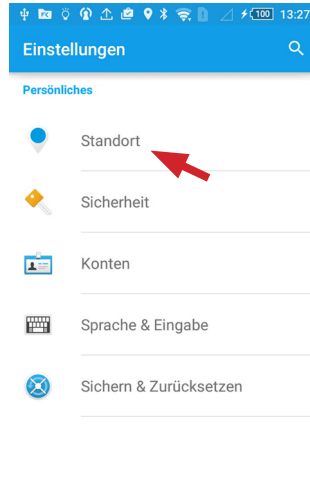 100 13:27
Einstellungen
Persönliches
Standort
Sicherheit
Konten
Sprache & Eingabe
Sichern & Zurücksetzen